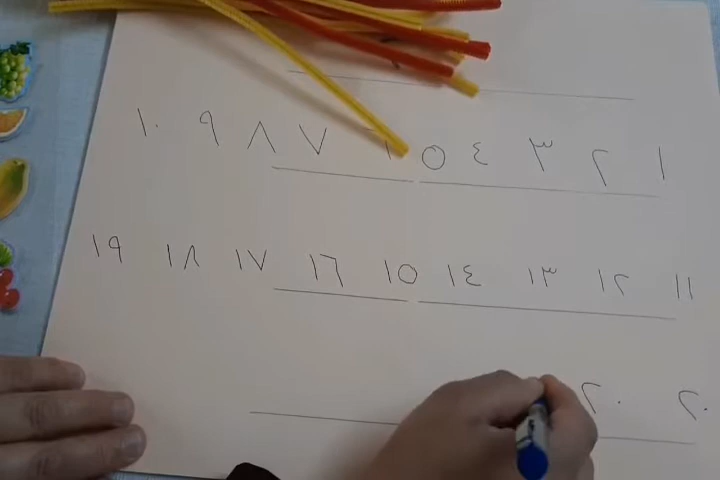 ١ ٢ ٣ ٤ ٥ ٧ ٨ ٩ ١٠
١١ ١٢ ١٣ ١٤ ١٥ ١٦ ١٧ ١٨ ١٩
٢٠ ٢٠